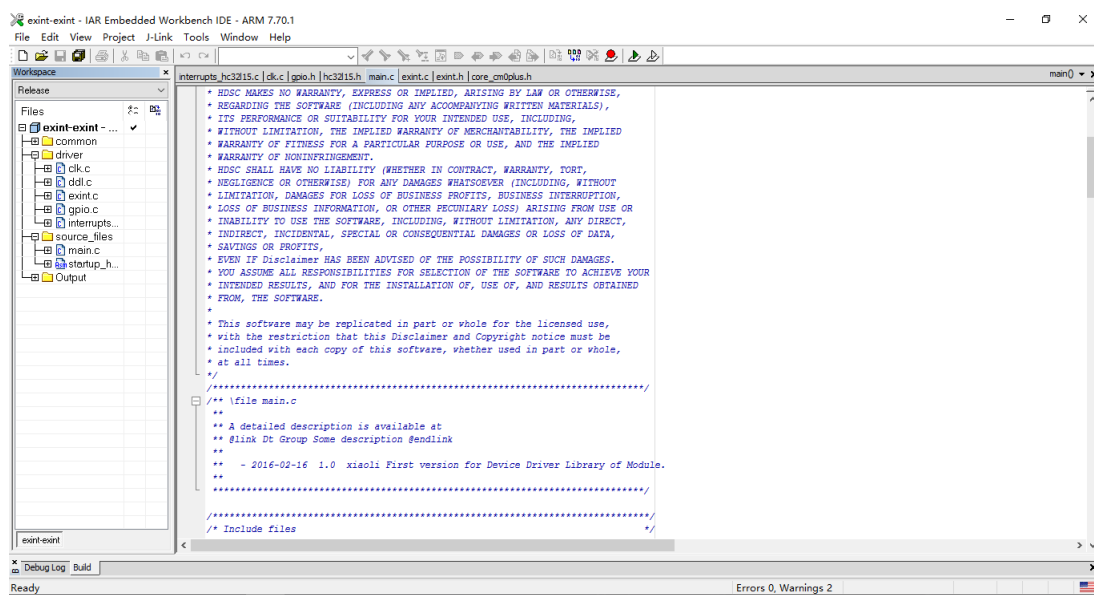 exint-exint - IAR Embedded Workbench IDE - ARM 7.70.1
File Edit View Project J-Link Tools Window Help
Workspace
interrupts_hc32l15.c | clk.c | gpio.h | hc32l15.h main.c | exint.c | exint.h | core_cm0plus.h
main()
Release
Files
exint-exint - ...
common
driver
clk.c
ddl.c
exint.c
gpio.c
interrupts...
source_files
main.c
startup_h...
Output
exint-exint
* HDSC MAKES NO WARRANTY, EXPRESS OR IMPLIED, ARISING BY LAW OR OTHERWISE,
* REGARDING THE SOFTWARE (INCLUDING ANY ACOOMPANYING WRITTEN MATERIALS),
* ITS PERFORMANCE OR SUITABILITY FOR YOUR INTENDED USE, INCLUDING,
* WITHOUT LIMITATION, THE IMPLIED WARRANTY OF MERCHANTABILITY, THE IMPLIED
* WARRANTY OF FITNESS FOR A PARTICULAR PURPOSE OR USE, AND THE IMPLIED
* WARRANTY OF NONINFRINGEMENT.
* HDSC SHALL HAVE NO LIABILITY (WHETHER IN CONTRACT, WARRANTY, TORT,
* NEGLIGENCE OR OTHERWISE) FOR ANY DAMAGES WHATSOEVER (INCLUDING, WITHOUT
* LIMITATION, DAMAGES FOR LOSS OF BUSINESS PROFITS, BUSINESS INTERRUPTION,
* LOSS OF BUSINESS INFORMATION, OR OTHER PECUNIARY LOSS) ARISING FROM USE OR
* INABILITY TO USE THE SOFTWARE, INCLUDING, WITHOUT LIMITATION, ANY DIRECT,
* INDIRECT, INCIDENTAL, SPECIAL OR CONSEQUENTIAL DAMAGES OR LOSS OF DATA,
* SAVINGS OR PROFITS,
* EVEN IF Disclaimer HAS BEEN ADVISED OF THE POSSIBILITY OF SUCH DAMAGES.
* YOU ASSUME ALL RESPONSIBILITIES FOR SELECTION OF THE SOFTWARE TO ACHIEVE YOUR
* INTENDED RESULTS, AND FOR THE INSTALLATION OF, USE OF, AND RESULTS OBTAINED
* FROM, THE SOFTWARE.
*
* This software may be replicated in part or whole for the licensed use,
* with the restriction that this Disclaimer and Copyright notice must be
* included with each copy of this software, whether used in part or whole,
* at all times.
*/
/******************************************************************************/
/** \file main.c
**
** A detailed description is available at
** @link Dt Group Some description @endlink
**
** - 2016-02-16 1.0 xiaoli First version for Device Driver Library of Module.
**
******************************************************************************/
/*******************************************************************************/
/* Include files */
Debug Log Build
Ready
Errors 0, Warnings 2